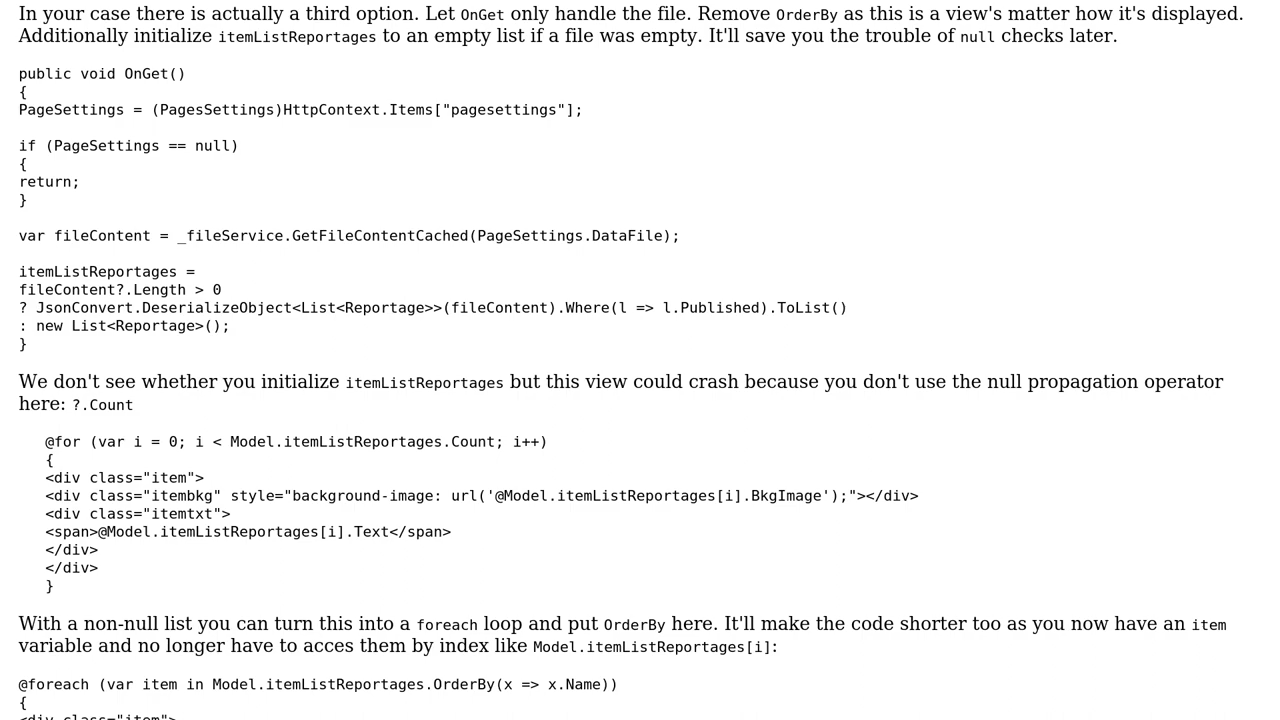 In your case there is actually a third option. Let OnGet only handle the file. Remove OrderBy as this is a view's matter how it's displayed.
Additionally initialize itemListReportages to an empty list if a file was empty. It'll save you the trouble of null checks later.
public void OnGet()
{
PageSettings = (PagesSettings)HttpContext.Items["pagesettings"];
if (PageSettings == null)
{
return;
}
var fileContent = _fileService.GetFileContentCached(PageSettings.DataFile);
itemListReportages =
fileContent?.Length > 0
? JsonConvert.DeserializeObject<List<Reportage>>(fileContent).Where(l => l.Published).ToList()
: new List<Reportage>();
}
We don't see whether you initialize itemListReportages but this view could crash because you don't use the null propagation operator
here: ?.Count
@for (var i = 0; i < Model.itemListReportages.Count; i++)
{
<div class="item">
<div class="itembkg" style="background-image: url('@Model.itemListReportages[i].BkgImage');"></div>
<div class="itemtxt">
<span>@Model.itemListReportages[i].Text</span>
</div>
</div>
}
With a non-null list you can turn this into a foreach loop and put OrderBy here. It'll make the code shorter too as you now have an item
variable and no longer have to acces them by index like Model.itemListReportages[i]:
@foreach (var item in Model.itemListReportages.OrderBy(x => x.Name))
{
<div class="item">